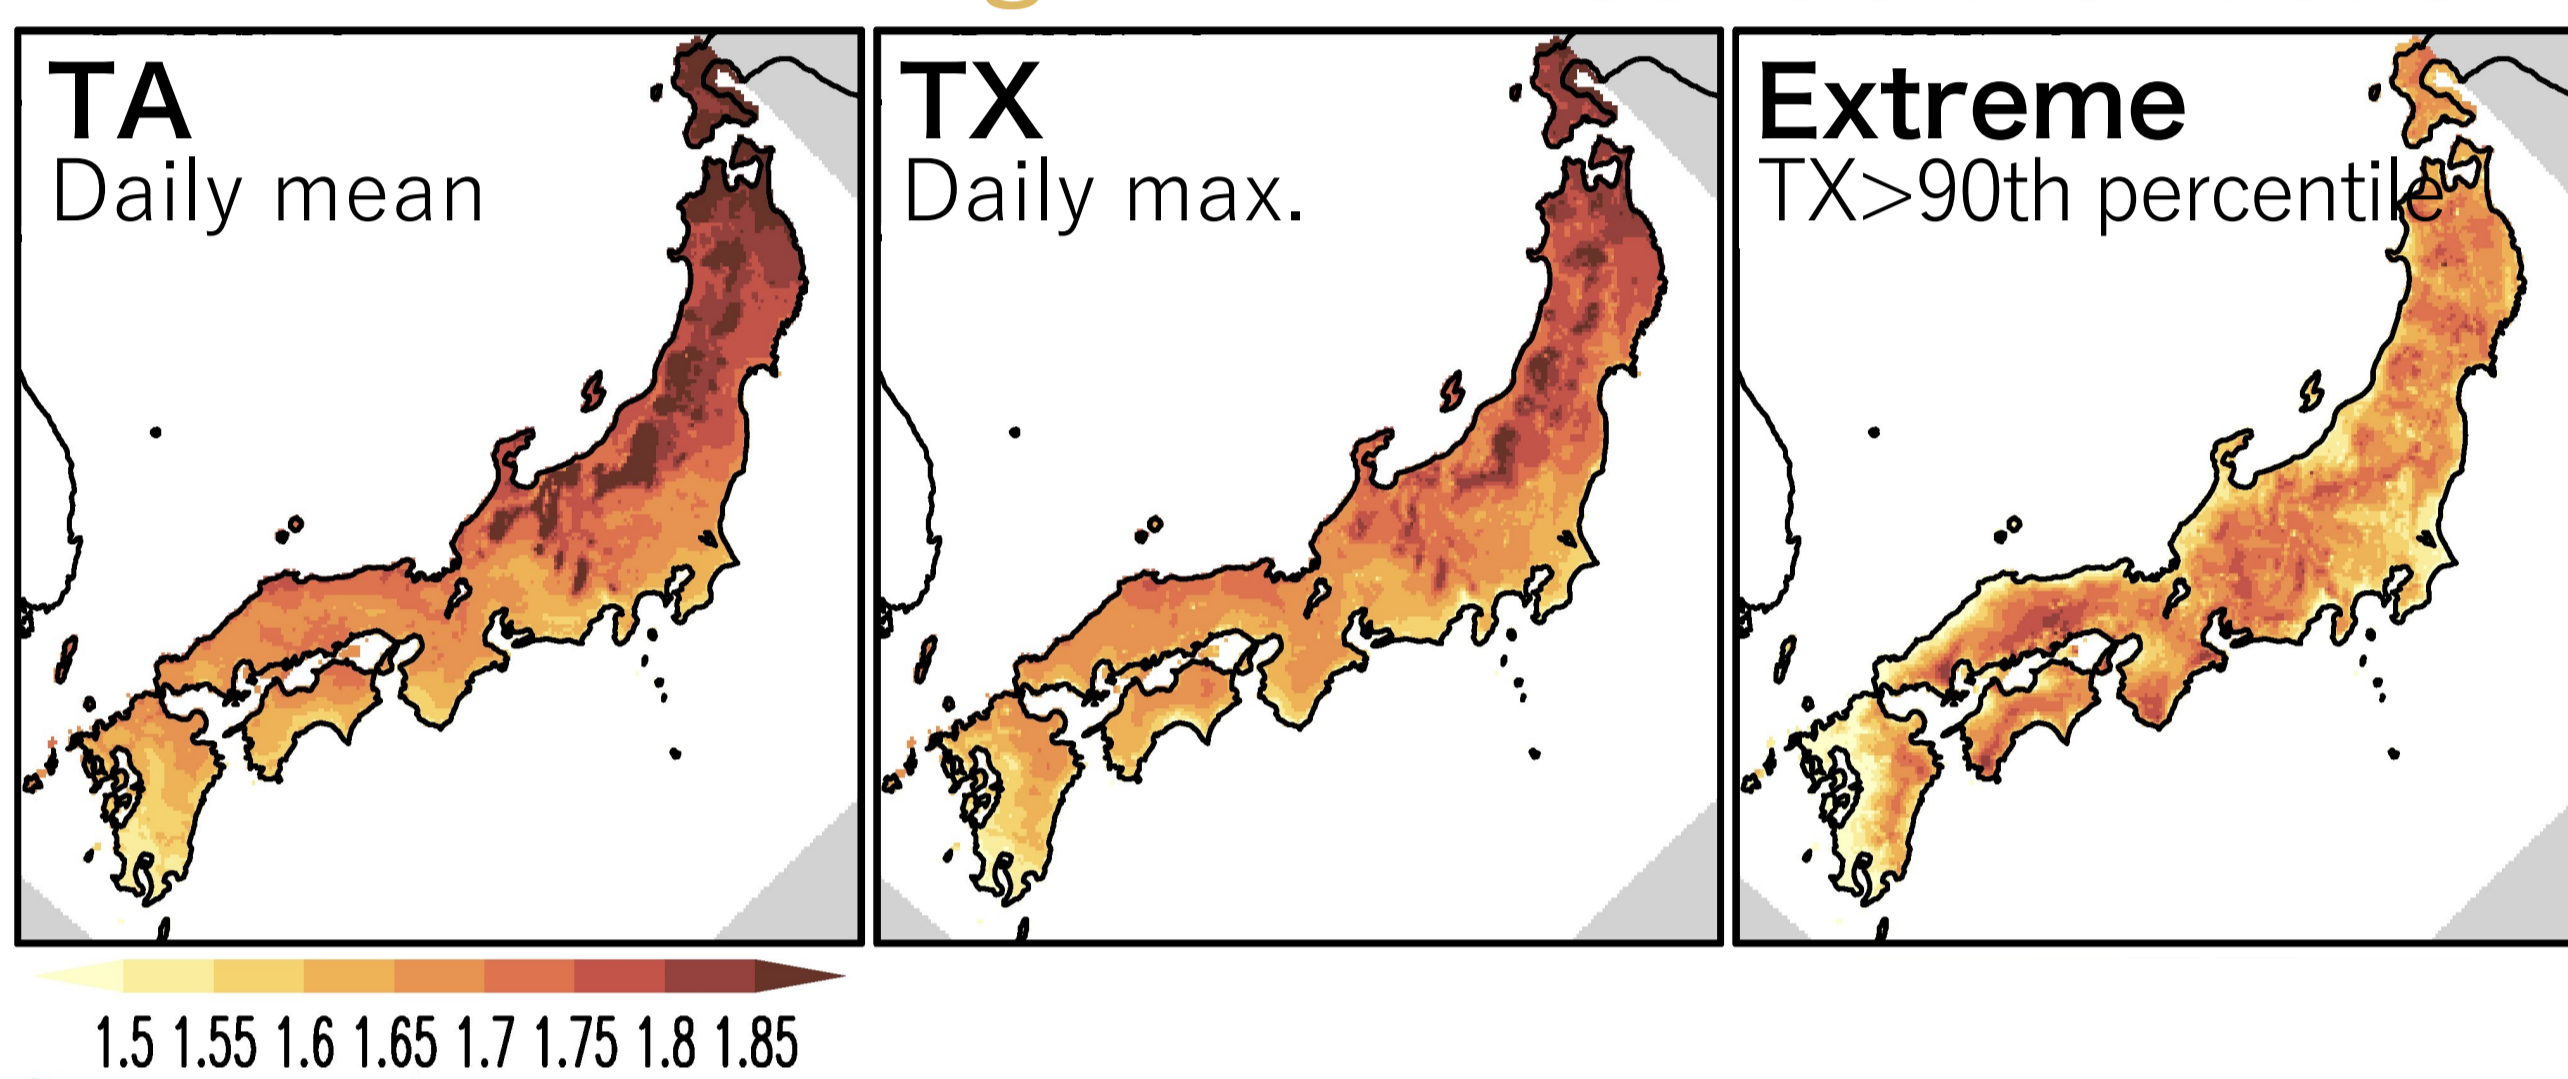 TA
Daily mean
TX
Daily max.
Extreme
TX>90th percentile
1.5 1.55 1.6 1.65 1.7 1.75 1.8 1.85